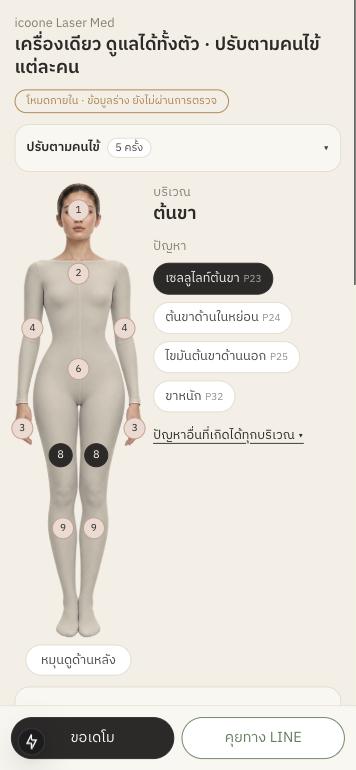 icoone Laser Med
เครื่องเดียว ดูแลได้ทั้งตัว · ปรับตามคนไข้
แต่ละคน
โหมดภายใน · ข้อมูลร่าง ยังไม่ผ่านการตรวจ
ปรับตามคนไข้ 5 ครั้ง ▾
1
2
4 4
6
3 3
8 8
9 9
หมุนดูด้านหลัง
บริเวณ
ต้นขา
ปัญหา
เซลลูไลท์ต้นขา P23
ต้นขาด้านในหย่อน P24
ไขมันต้นขาด้านนอก P25
ขาหนัก P32
ปัญหาอื่นที่เกิดได้ทุกบริเวณ ▾
ขอเดโม
คุยทาง LINE